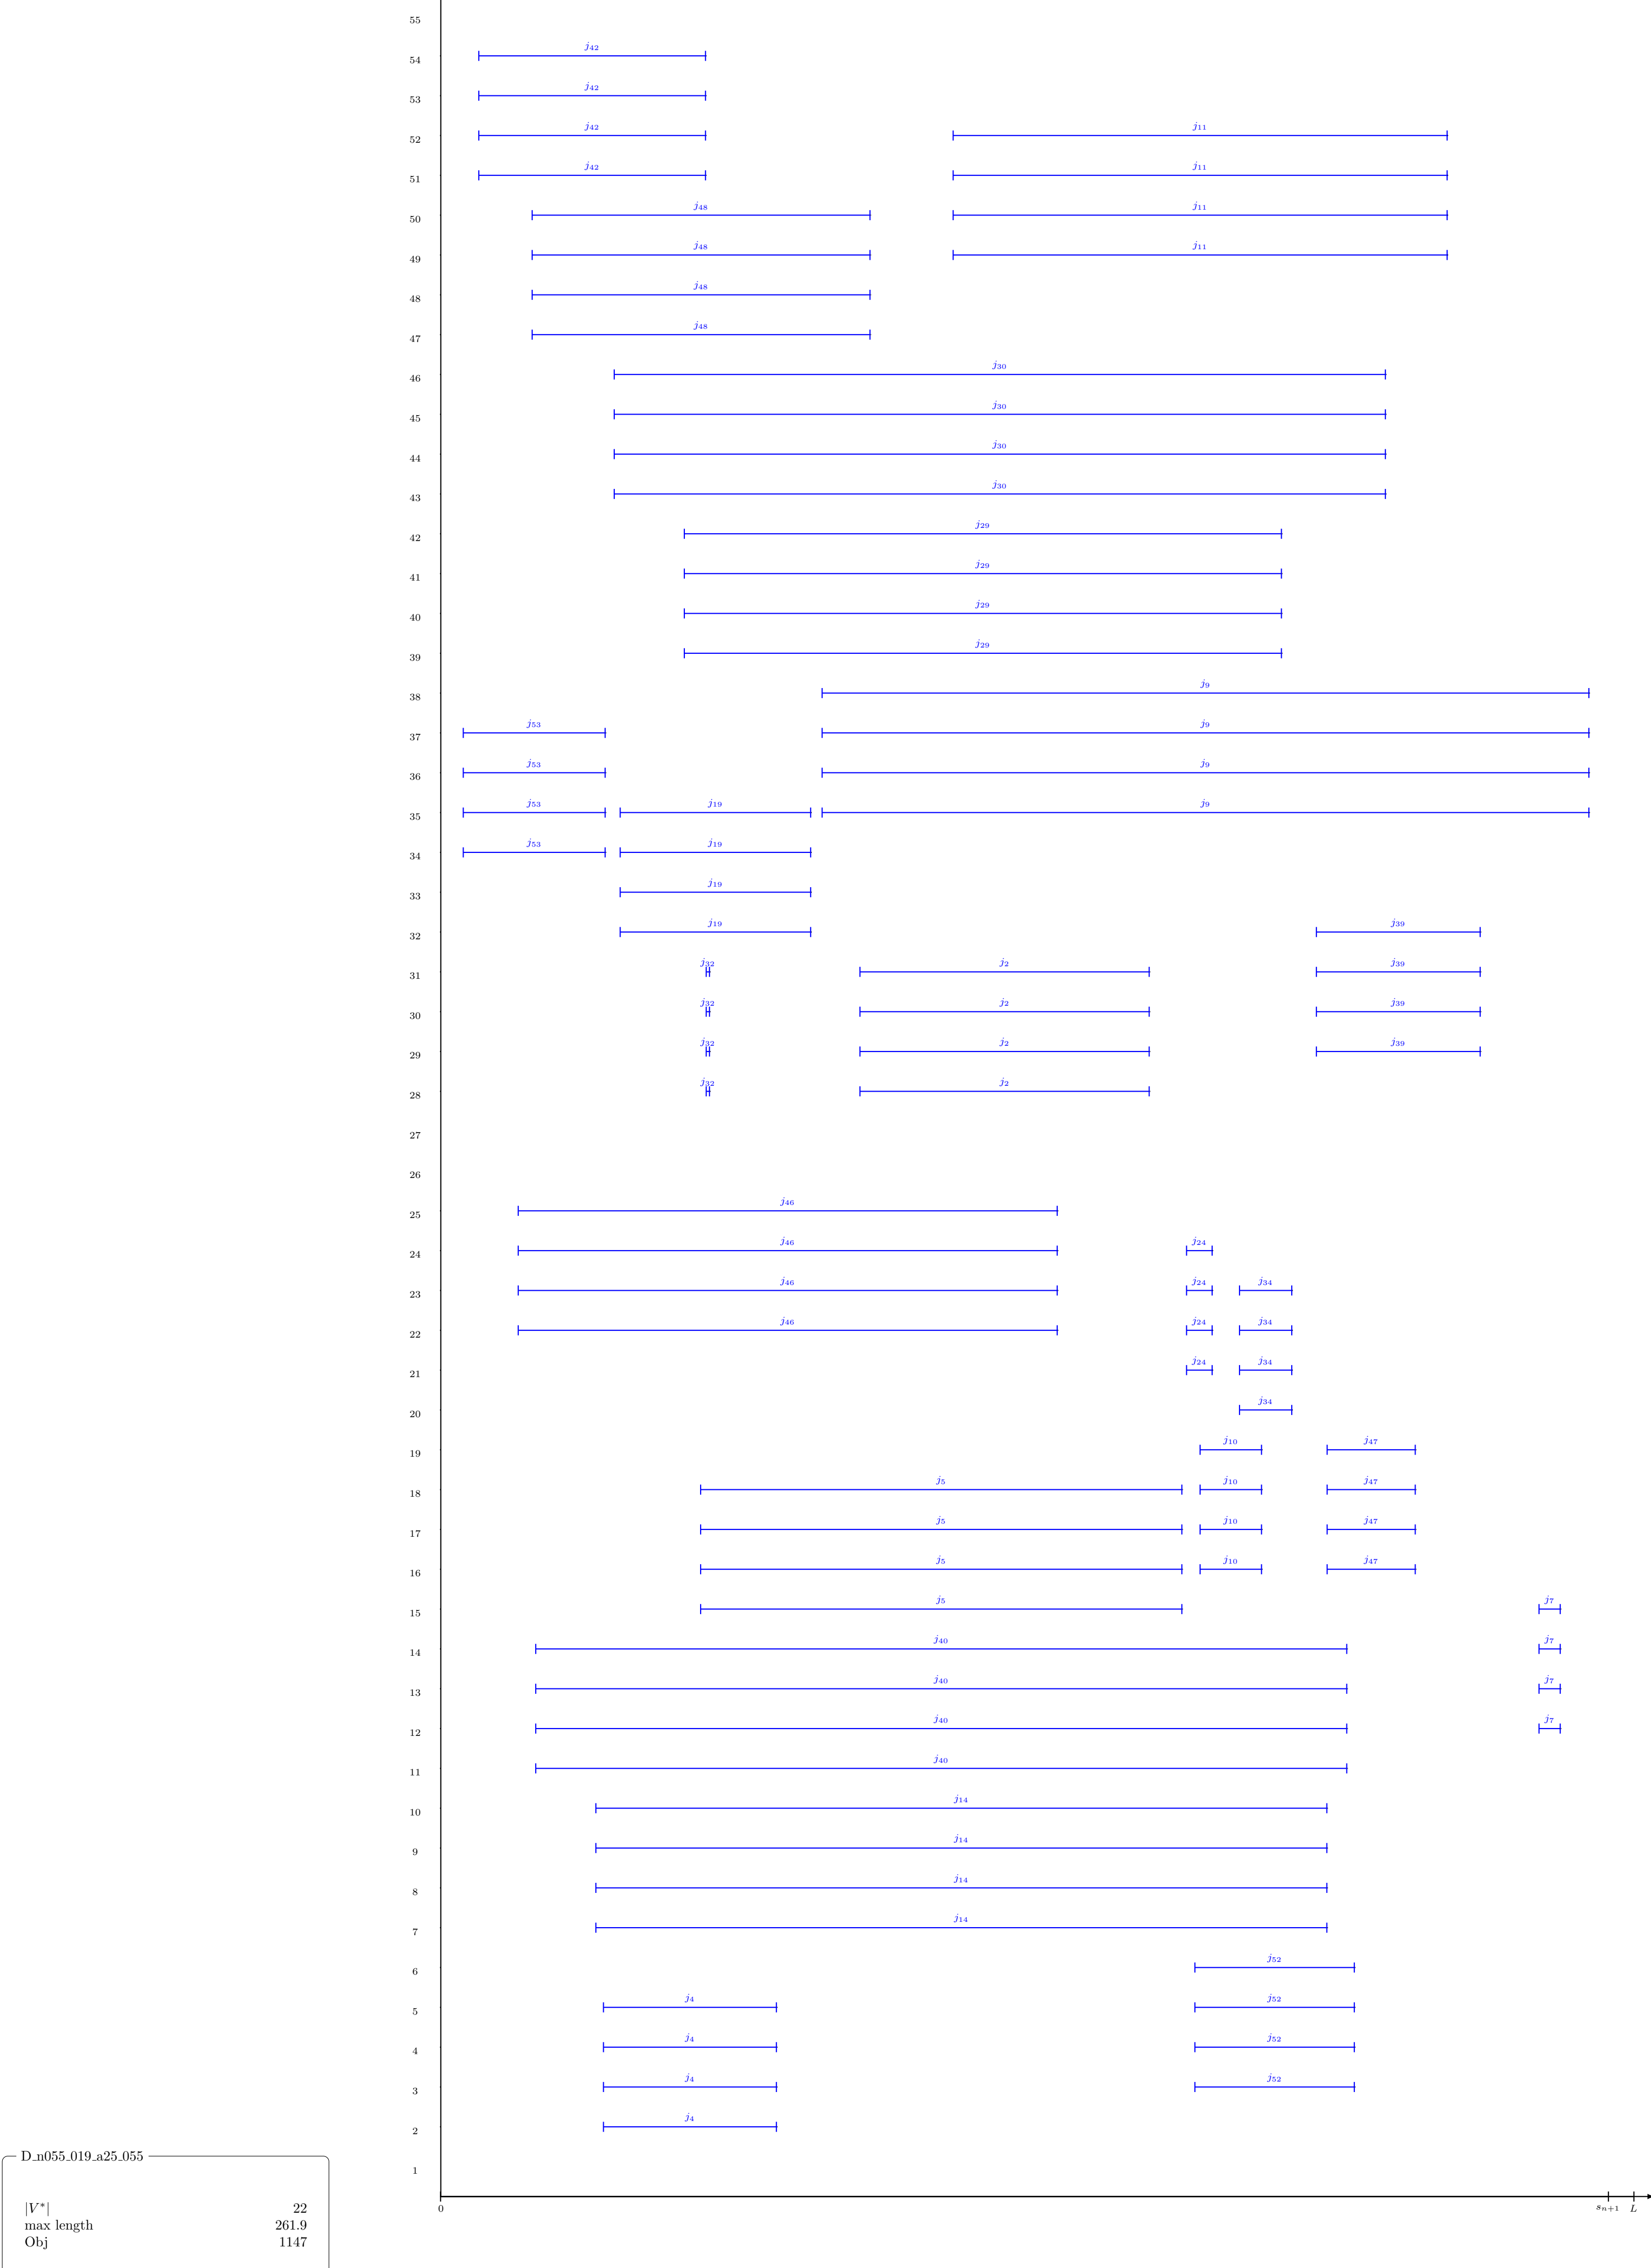 55
j42
54
j42
53
j42 j11
52
j42 j11
51
j48 j11
50
j48 j11
49
j48
48
j48
47
j30
46
j30
45
j30
44
j30
43
j29
42
j29
41
j29
40
j29
39
j9
38
j53 j9
37
j53 j9
36
j53 j19 j9
35
j53 j19
34
j19
33
j19 j39
32
j32 j2 j39
31
j32 j2 j39
30
j32 j2 j39
29
j32 j2
28
27
26
j46
25
j46 j24
24
j46 j24 j34
23
j46 j24 j34
22
j24 j34
21
j34
20
j10 j47
19
j5 j10 j47
18
j5 j10 j47
17
j5 j10 j47
16
j5 j7
15
j40 j7
14
j40 j7
13
j40 j7
12
j40
11
j14
10
j14
9
j14
8
j14
7
j52
6
j4 j52
5
j4 j52
4
j4 j52
3
j4
2
1
0 sn+1 L
D_n055_019_a25_055
|V*| 22
max length 261.9
Obj 1147